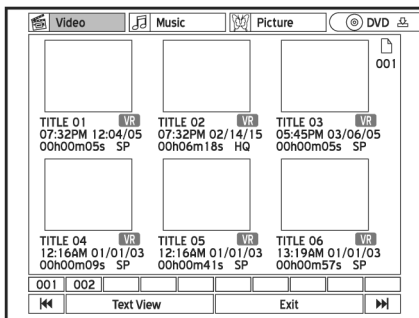 Video Music Picture DVD
001
TITLE 01 VR TITLE 02 VR TITLE 03 VR
07:32PM 12:04/05 07:32PM 02/14/15 05:45PM 03/06/05
00h00m05s SP 00h06m18s HQ 00h00m05s SP
TITLE 04 VR TITLE 05 VR TITLE 06 VR
12:16AM 01/01/03 12:16AM 01/01/03 13:19AM 01/01/03
00h00m09s SP 00h00m41s SP 00h00m57s SP
001 002
Text View Exit